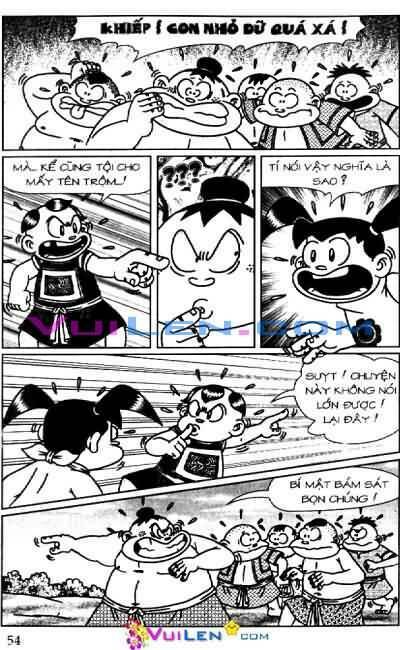 KHIẾP! CON NHỎ DỮ QUÁ XÁ!
MÀ... KỂ CŨNG TỘI CHO
MẤY TÊN TRỘM...!
TÍ NÓI VẬY NGHĨA LÀ
SAO?
VuiLen.com
SUỴT! CHUYỆN
NÀY KHÔNG NÓI
LỚN ĐƯỢC!
LẠI ĐÂY!
BÍ MẬT BÁM SÁT
BỌN CHÚNG!
54
VuiLen.com